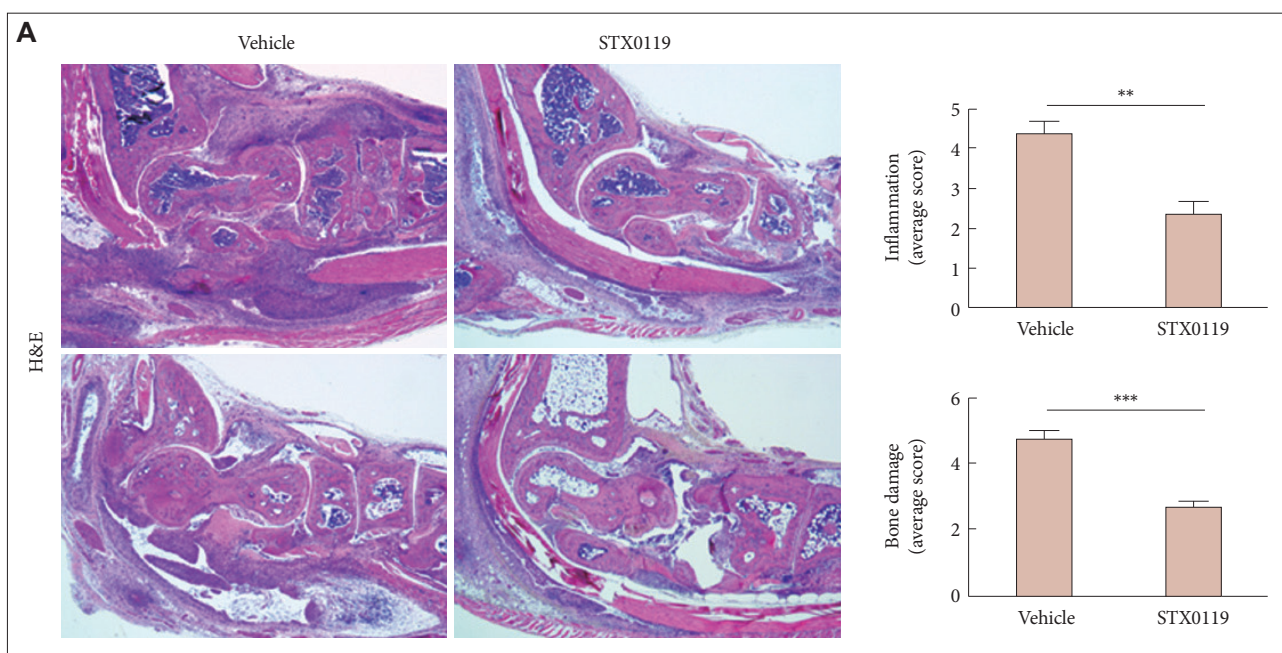 A
Vehicle
STX0119
H&E
**
5
4
3
2
1
0
Inflammation
(average score)
Vehicle
STX0119
***
6
4
2
0
Bone damage
(average score)
Vehicle
STX0119